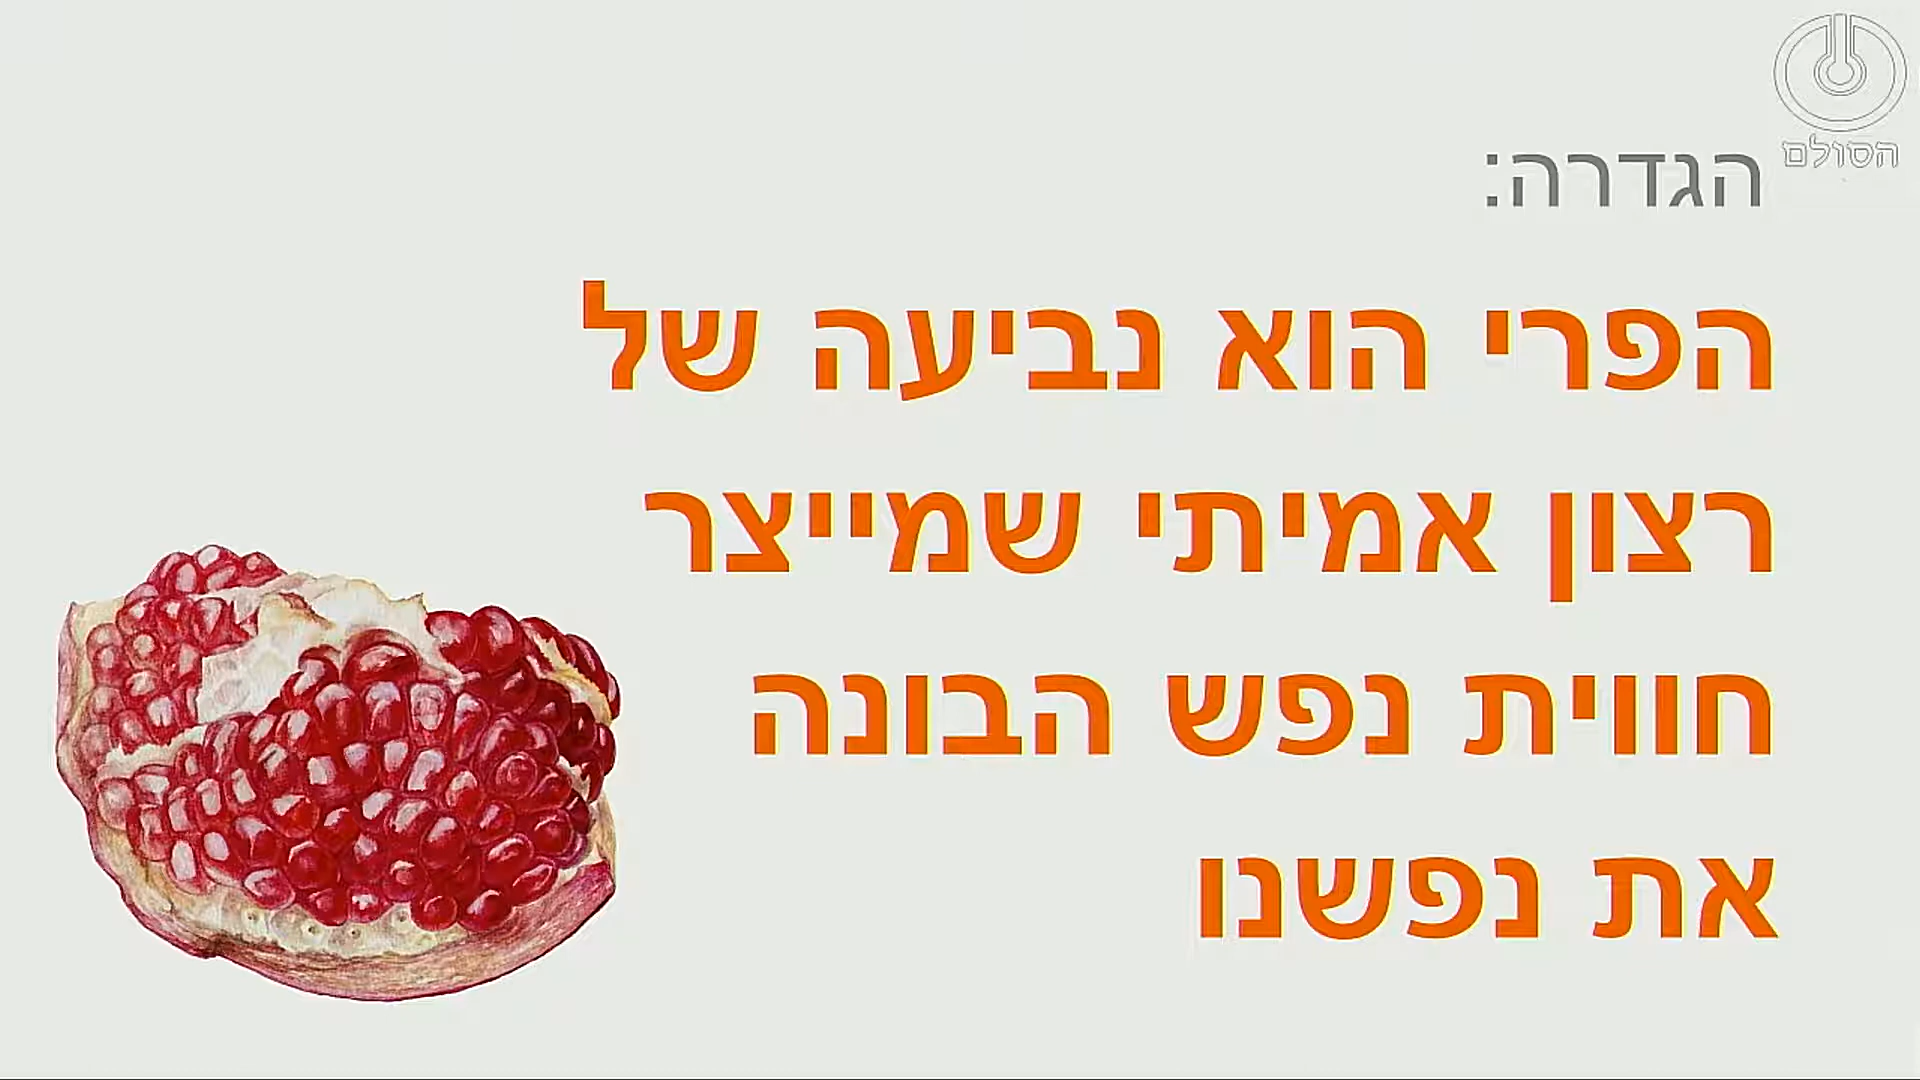 הסולם
הגדרה:
הפרי הוא נביעה של
רצון אמיתי שמייצר
חווית נפש הבונה
את נפשנו